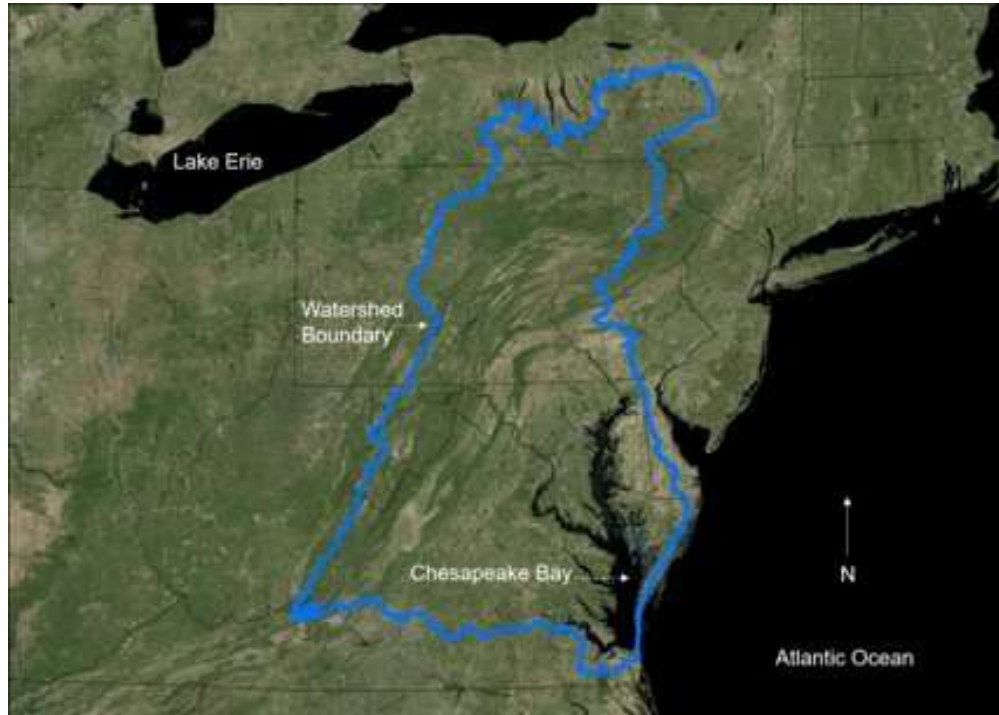 Lake Erie
Watershed
Boundary
Chesapeake Bay
N
Atlantic Ocean